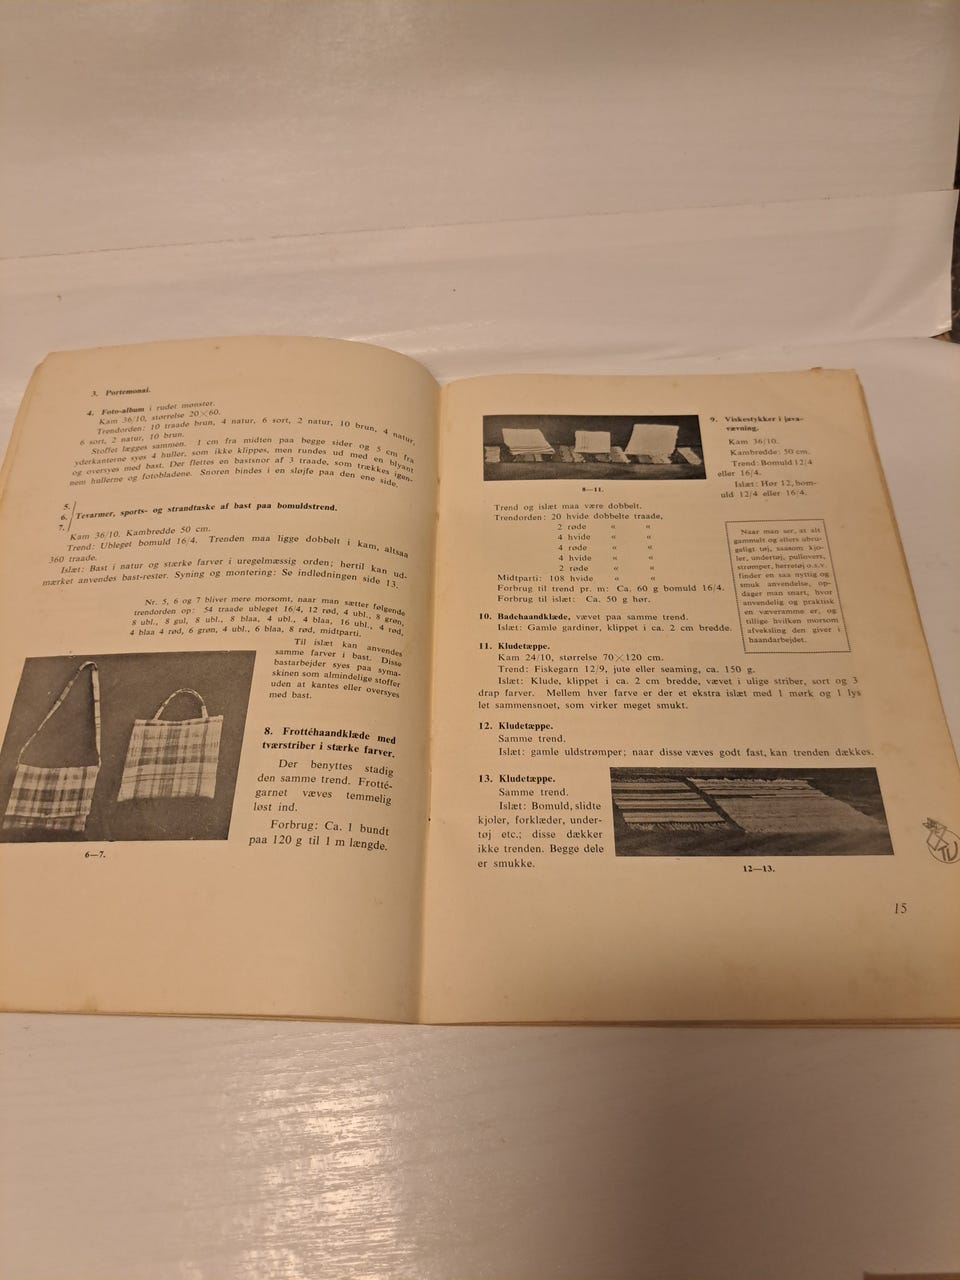 3. Portemonai.
4. Foto-album i rudet mønster.
Kam 36/10, størrelse 20×60.
Trendorden: 10 traade brun, 4 natur, 6 sort, 2 natur, 10 brun, 4 natur,
6 sort, 2 natur, 10 brun.
Stoffet lægges sammen. 1 cm fra midten paa begge sider og 5 cm fra
yderkanterne syes 4 huller, som ikke klippes, men rundes ud med en blyant
og oversyes med bast. Der flettes en bastsnor af 3 traade, som trækkes igen-
nem hullerne og fotobladene. Snoren bindes i en sløjfe paa den ene side.
5.
6. Tevarmer, sports- og strandtaske af bast paa bomuldstrend.
7.
Kam 36/10. Kambredde 50 cm.
Trend: Ubleget bomuld 16/4. Trenden maa ligge dobbelt i kam, altsaa
360 traade.
Islæt: Bast i natur og stærke farver i uregelmæssig orden; hertil kan ud-
mærket anvendes bast-rester. Syning og montering: Se indledningen side 13.
Nr. 5, 6 og 7 bliver mere morsomt, naar man sætter følgende
trendorden op: 54 traade ubleget 16/4, 12 rød, 4 ubl., 8 grøn,
8 ubl., 8 gul, 8 ubl., 8 blaa, 4 ubl., 4 blaa, 16 ubl., 4 rød,
4 blaa 4 rød, 6 grøn, 4 ubl., 6 blaa, 8 rød, midtparti.
Til islæt kan anvendes
samme farver i bast. Disse
bastarbejder syes paa syma-
skinen som almindelige stoffer
uden at kantes eller oversyes
med bast.
6—7.
8. Frottéhaandklæde med
tværstriber i stærke farver.
Der benyttes stadig
den samme trend. Frotté-
garnet væves temmelig
løst ind.
Forbrug: Ca. 1 bundt
paa 120 g til 1 m længde.
8—11.
9. Viskestykker i java-
vævning.
Kam 36/10.
Kambredde: 50 cm.
Trend: Bomuld 12/4
eller 16/4.
Islæt: Hør 12, bom-
uld 12/4 eller 16/4.
Trend og islæt maa være dobbelt.
Trendorden: 20 hvide dobbelte traade,
2 røde « «
4 hvide « «
4 røde « «
4 hvide « «
2 røde « «
Midtparti: 108 hvide « «
Forbrug til trend pr. m: Ca. 60 g bomuld 16/4.
Forbrug til islæt: Ca. 50 g hør.
Naar man ser, at alt
gammelt og ellers ubru-
geligt tøj, saasom kjo-
ler, undertøj, pullovers,
strømper, herretøj o.s.v.
finder en saa nyttig og
smuk anvendelse, op-
dager man snart, hvor
anvendelig og praktisk
en væveramme er, og
tillige hvilken morsom
afveksling den giver i
haandarbejdet.
10. Badehaandklæde, vævet paa samme trend.
Islæt: Gamle gardiner, klippet i ca. 2 cm bredde.
11. Kludetæppe.
Kam 24/10, størrelse 70×120 cm.
Trend: Fiskegarn 12/9, jute eller seaming, ca. 150 g.
Islæt: Klude, klippet i ca. 2 cm bredde, vævet i ulige striber, sort og 3
drap farver. Mellem hver farve er der et ekstra islæt med 1 mørk og 1 lys
let sammensnoet, som virker meget smukt.
12. Kludetæppe.
Samme trend.
Islæt: gamle uldstrømper; naar disse væves godt fast, kan trenden dækkes.
13. Kludetæppe.
Samme trend.
Islæt: Bomuld, slidte
kjoler, forklæder, under-
tøj etc.; disse dækker
ikke trenden. Begge dele
er smukke.
12—13.
15